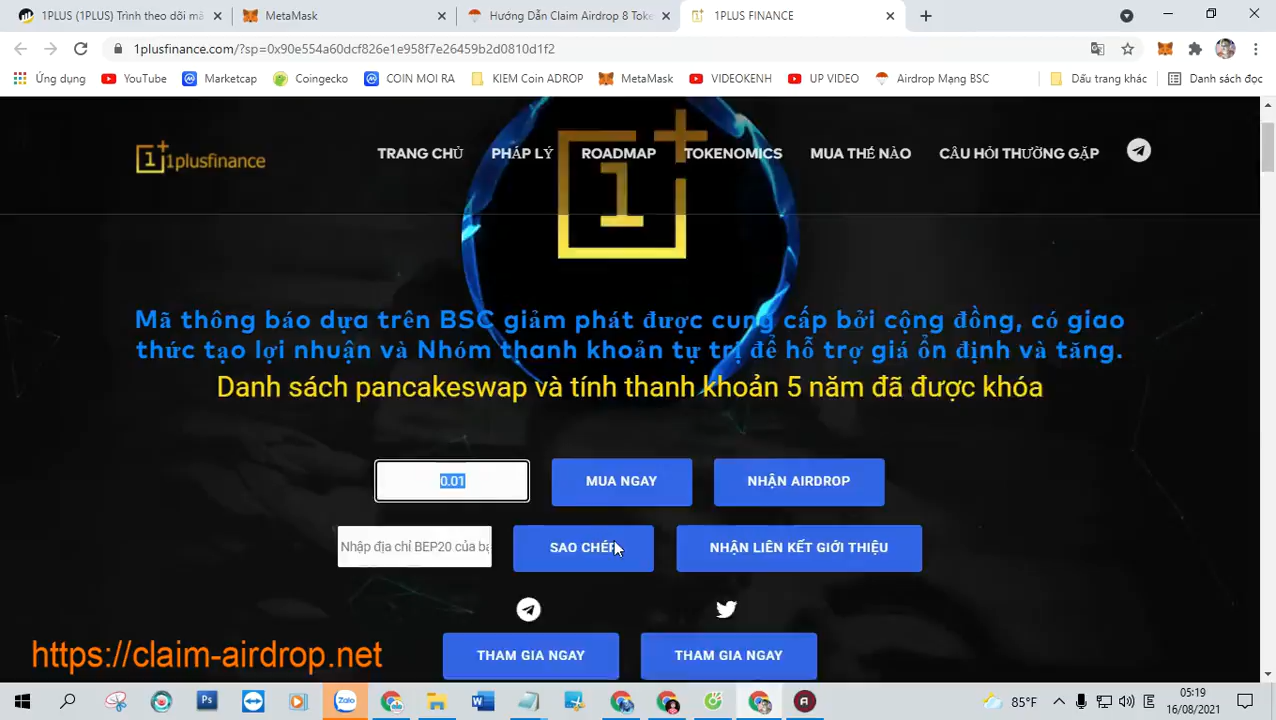 1PLUS (1PLUS) Trình theo dõi mà
MetaMask
Hướng Dẫn Claim Airdrop 8 Toke
1PLUS FINANCE
1plusfinance.com/?sp=0x90e554a60dcf826e1e958f7e26459b2d0810d1f2
Ứng dụng
YouTube
Marketcap
Coingecko
COIN MOI RA
KIEM Coin ADROP
MetaMask
VIDEOKENH
UP VIDEO
Airdrop Mạng BSC
Dấu trang khác
Danh sách đọc
1plusfinance
TRANG CHỦ
PHÁP LÝ
ROADMAP
TOKENOMICS
MUA THẾ NÀO
CÂU HỎI THƯỜNG GẶP
Mã thông báo dựa trên BSC giảm phát được cung cấp bởi cộng đồng, có giao
thức tạo lợi nhuận và Nhóm thanh khoản tự trị để hỗ trợ giá ổn định và tăng.
Danh sách pancakeswap và tính thanh khoản 5 năm đã được khóa
0.01
MUA NGAY
NHẬN AIRDROP
Nhập địa chỉ BEP20 của bạ
SAO CHÉP
NHẬN LIÊN KẾT GIỚI THIỆU
THAM GIA NGAY
THAM GIA NGAY
https://claim-airdrop.net
Zalo
85°F
05:19
16/08/2021